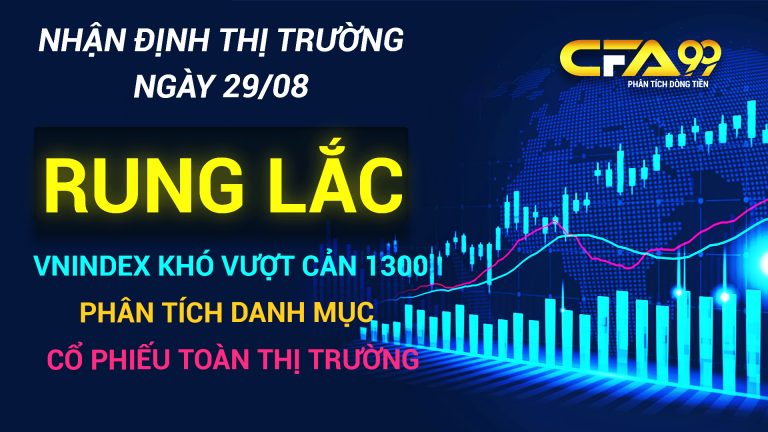 NHẬN ĐỊNH THỊ TRƯỜNG
NGÀY 29/08
CFA99
PHÂN TÍCH DÒNG TIỀN
RUNG LẮC
VNINDEX KHÓ VƯỢT CẢN 1300
PHÂN TÍCH DANH MỤC
CỔ PHIẾU TOÀN THỊ TRƯỜNG